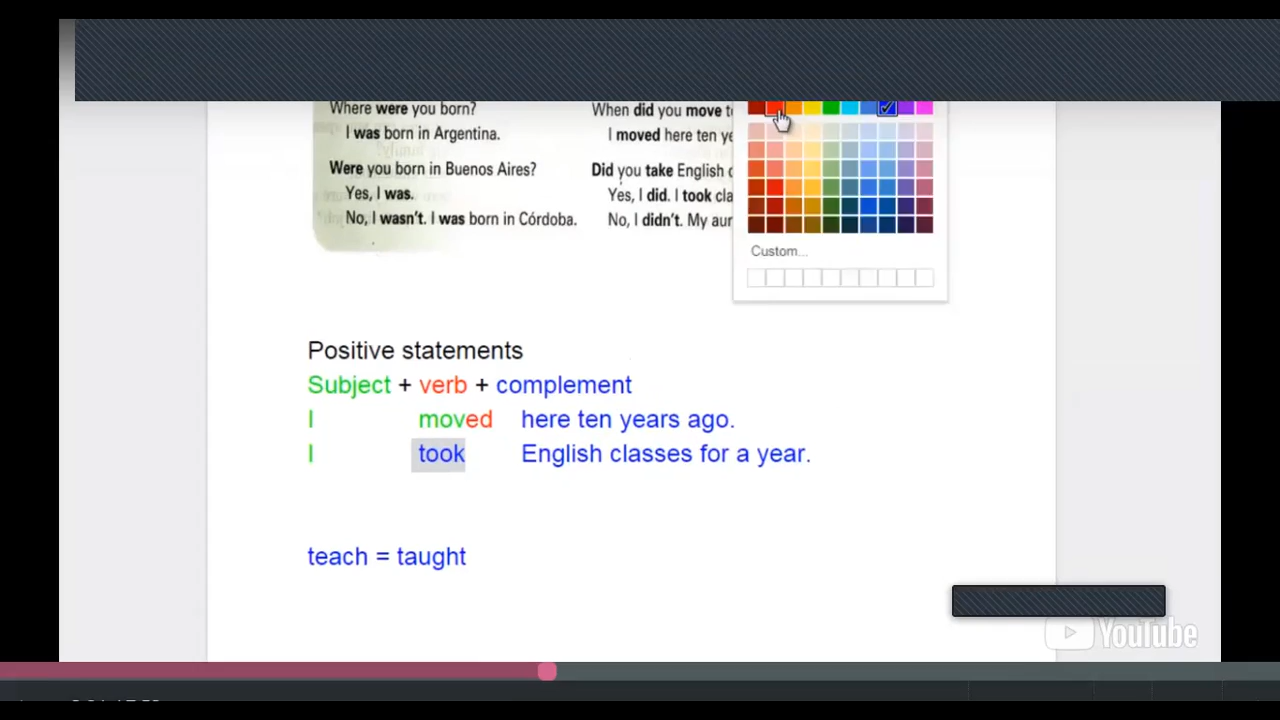 Where were you born?
I was born in Argentina.
Were you born in Buenos Aires?
Yes, I was.
No, I wasn't. I was born in Córdoba.
When did you move
I moved here ten
Did you take English
Yes, I did. I took
No, I didn't. My
Custom...
Positive statements
Subject + verb + complement
I moved here ten years ago.
I took English classes for a year.
teach = taught
YouTube